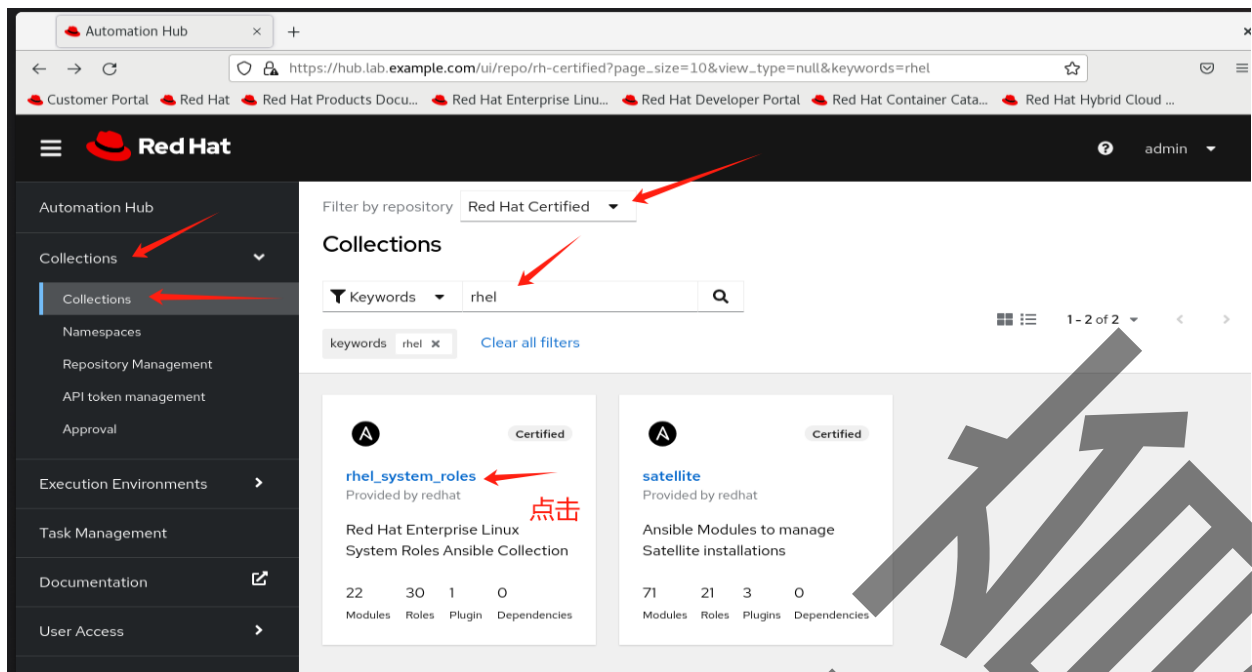 Automation Hub × +
https://hub.lab.example.com/ui/repo/rh-certified?page_size=10&view_type=null&keywords=rhel
Customer Portal Red Hat Red Hat Products Docu... Red Hat Enterprise Linu... Red Hat Developer Portal Red Hat Container Cata... Red Hat Hybrid Cloud ...
Red Hat
admin
Automation Hub
Collections
Collections
Namespaces
Repository Management
API token management
Approval
Execution Environments
Task Management
Documentation
User Access
Filter by repository Red Hat Certified
Collections
Keywords rhel
1 - 2 of 2
keywords rhel × Clear all filters
Certified
rhel_system_roles
Provided by redhat
点击
Red Hat Enterprise Linux
System Roles Ansible Collection
22 30 1 0
Modules Roles Plugin Dependencies
Certified
satellite
Provided by redhat
Ansible Modules to manage
Satellite installations
71 21 3 0
Modules Roles Plugins Dependencies